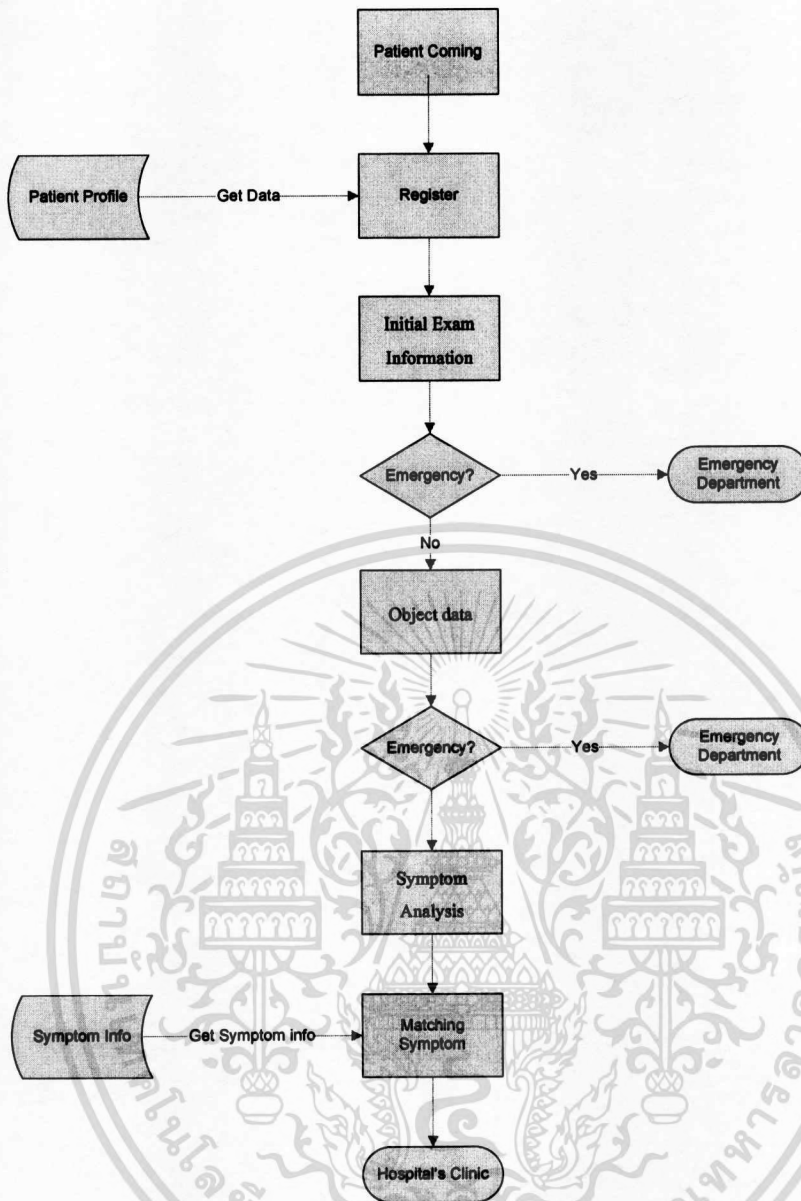 Patient Coming
Patient Profile
Get Data
Register
Initial Exam
Information
Emergency?
Yes
Emergency
Department
No
Object data
Emergency?
Yes
Emergency
Department
Symptom
Analysis
Symptom Info
Get Symptom info
Matching
Symptom
Hospital's Clinic